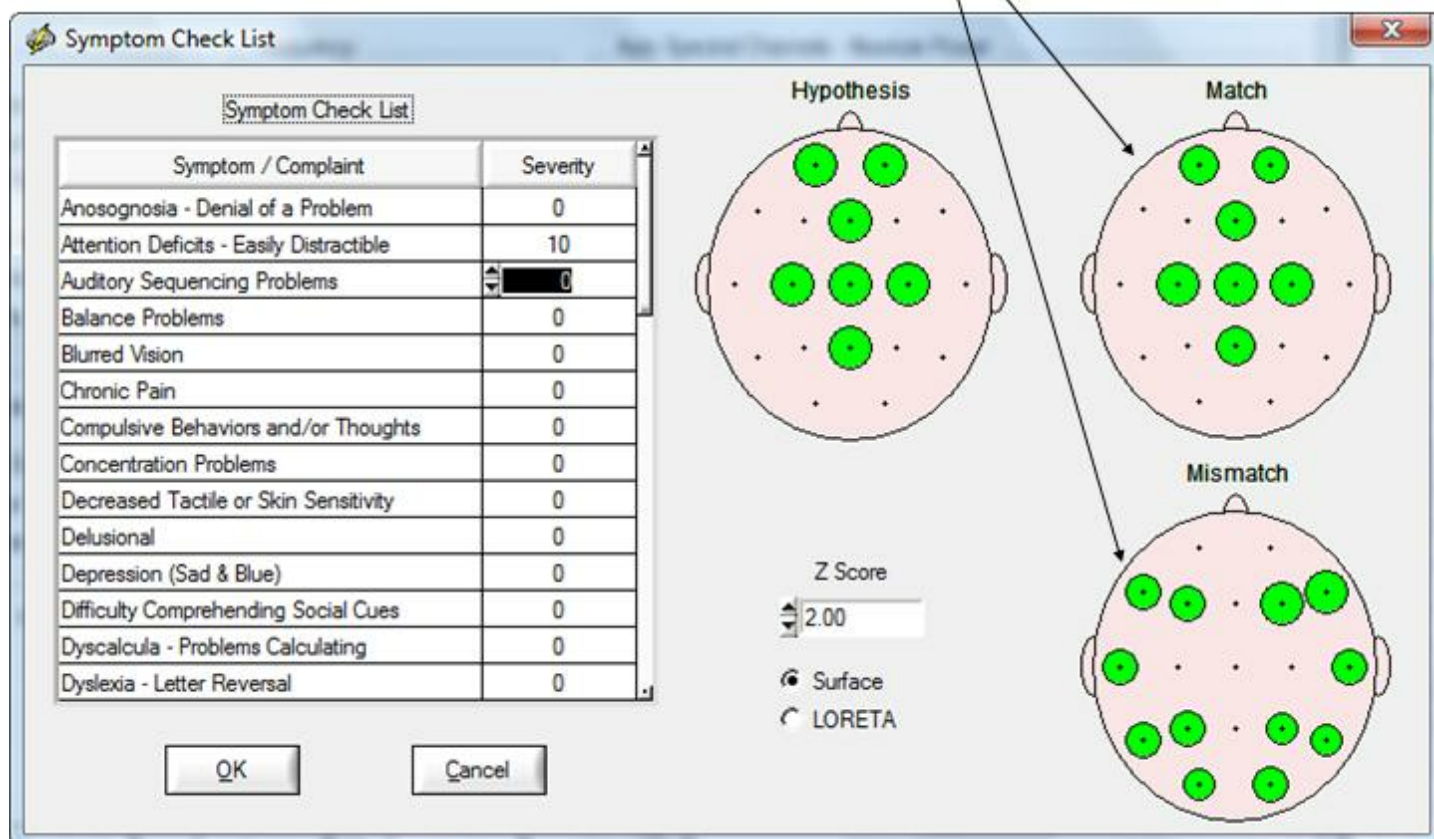 Symptom Check List
Symptom Check List
Symptom / Complaint Severity
Anosognosia - Denial of a Problem 0
Attention Deficits - Easily Distractible 10
Auditory Sequencing Problems 0
Balance Problems 0
Blurred Vision 0
Chronic Pain 0
Compulsive Behaviors and/or Thoughts 0
Concentration Problems 0
Decreased Tactile or Skin Sensitivity 0
Delusional 0
Depression (Sad & Blue) 0
Difficulty Comprehending Social Cues 0
Dyscalcula - Problems Calculating 0
Dyslexia - Letter Reversal 0
OK Cancel
Hypothesis
Match
Mismatch
Z Score
2.00
Surface
LORETA